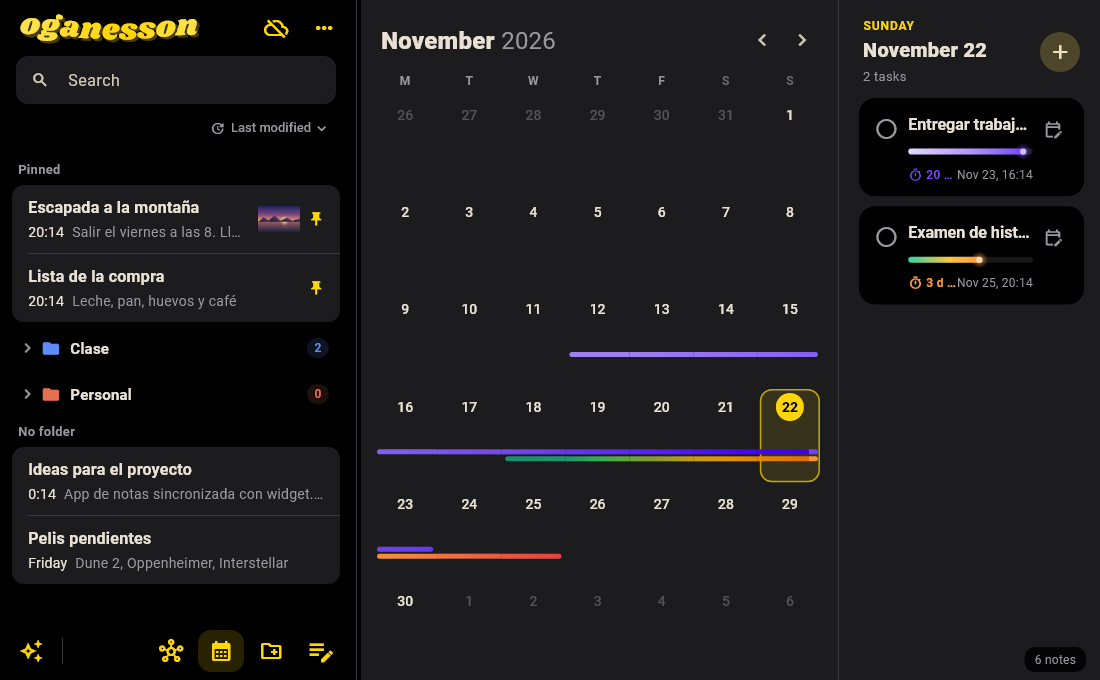 oganesson
Search
Last modified
Pinned
Escapada a la montaña
20:14 Salir el viernes a las 8. Ll...
Lista de la compra
20:14 Leche, pan, huevos y café
Clase 2
Personal 0
No folder
Ideas para el proyecto
0:14 App de notas sincronizada con widget....
Pelis pendientes
Friday Dune 2, Oppenheimer, Interstellar
November 2026
M T W T F S S
26 27 28 29 30 31 1
2 3 4 5 6 7 8
9 10 11 12 13 14 15
16 17 18 19 20 21 22
23 24 25 26 27 28 29
30 1 2 3 4 5 6
SUNDAY
November 22
2 tasks
Entregar trabaj...
20 ... Nov 23, 16:14
Examen de hist...
3 d ... Nov 25, 20:14
6 notes